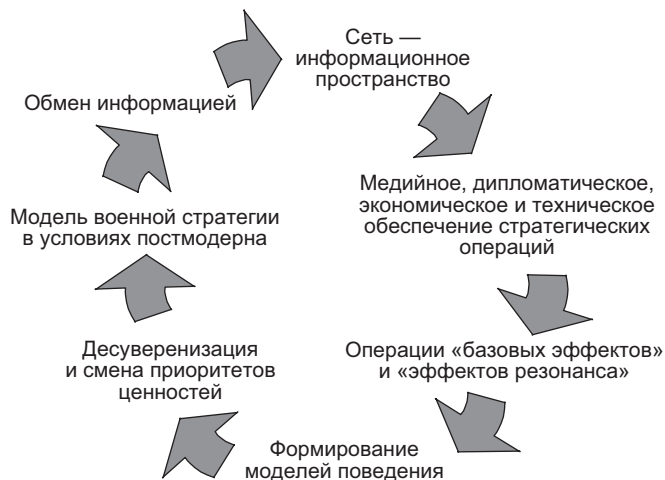 Сеть —
информационное
пространство
Медийное, дипломатическое,
экономическое и техническое
обеспечение стратегических
операций
Операции «базовых эффектов»
и «эффектов резонанса»
Формирование
моделей поведения
Десуверенизация
и смена приоритетов
ценностей
Модель военной стратегии
в условиях постмодерна
Обмен информацией